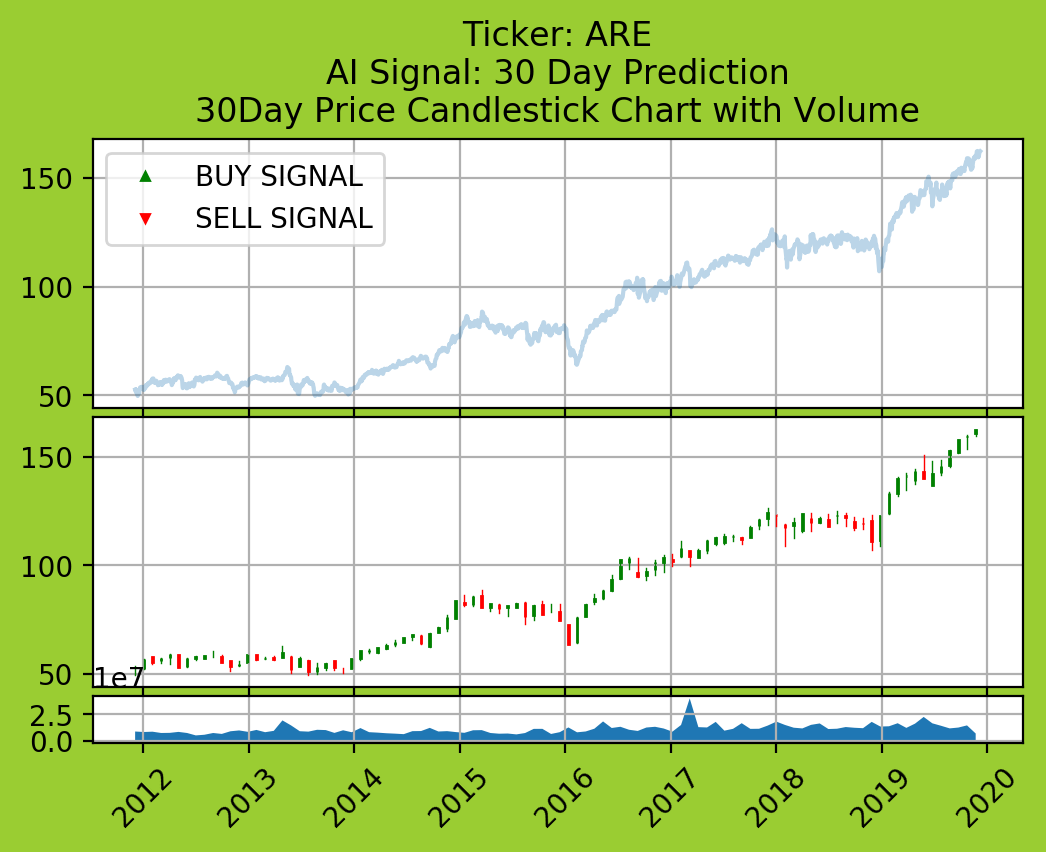 Ticker: ARE
AI Signal: 30 Day Prediction
30Day Price Candlestick Chart with Volume
BUY SIGNAL
SELL SIGNAL
150
100
50
150
100
50
1e7
2.5
0.0
2012
2013
2014
2015
2016
2017
2018
2019
2020